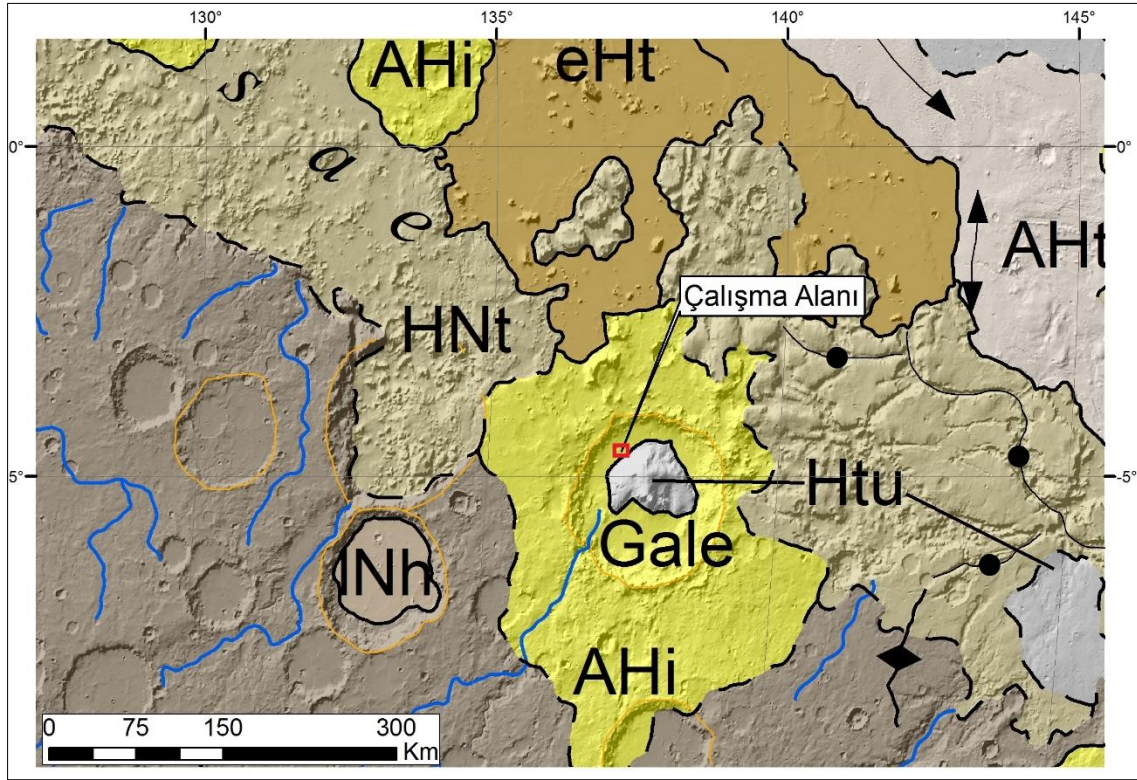 130° 135° 140° 145°
AHi
eHt
s
a
e
0° 0°
AHt
Çalışma Alanı
HNt
-5° -5°
Htu
Gale
lNh
AHi
0 75 150 300
Km